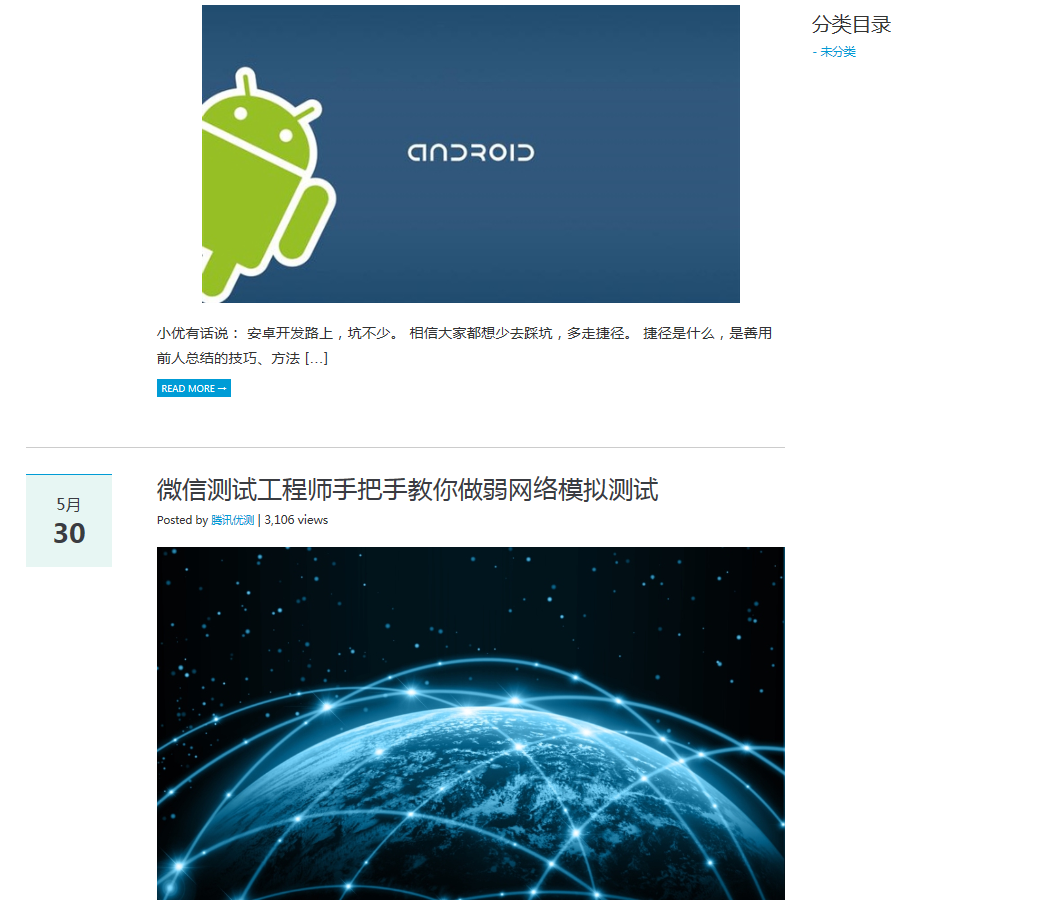 ANDROID
小优有话说： 安卓开发路上，坑不少。 相信大家都想少去踩坑，多走捷径。 捷径是什么，是善用
前人总结的技巧、方法 […]
READ MORE →
5月
30
微信测试工程师手把手教你做弱网络模拟测试
Posted by 腾讯优测 | 3,106 views
分类目录
- 未分类